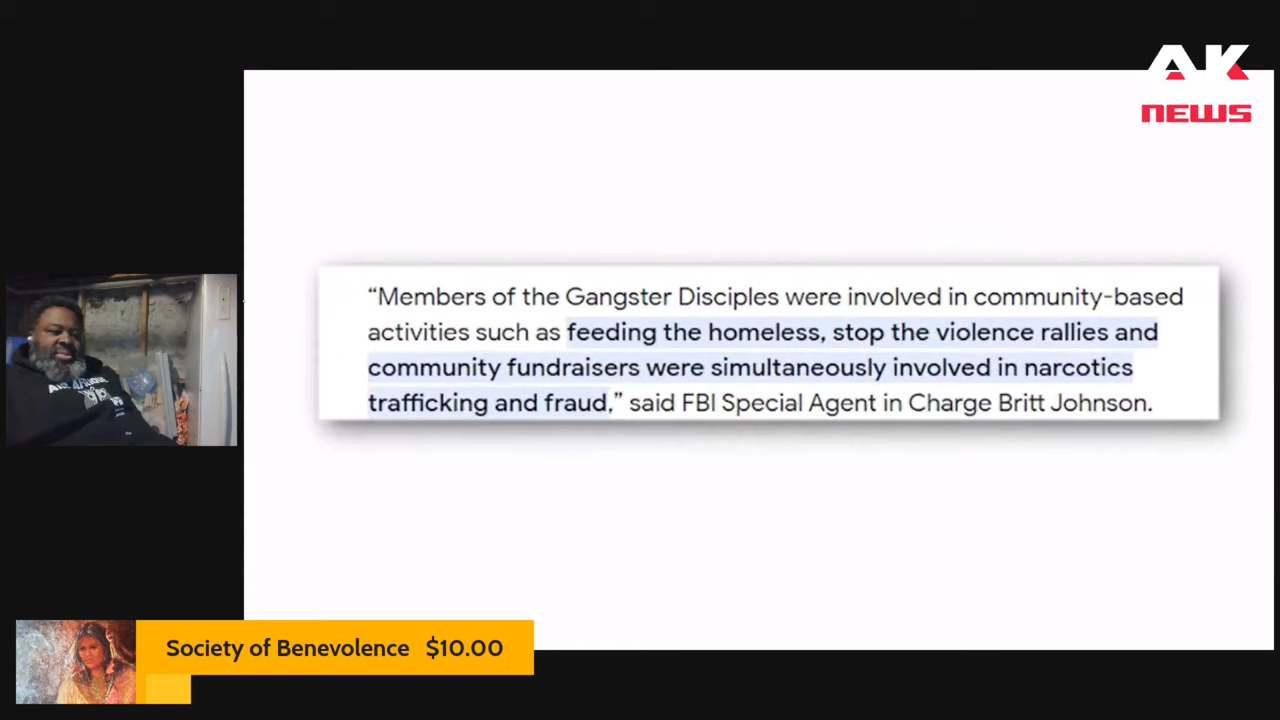 AK
NEWS
“Members of the Gangster Disciples were involved in community-based
activities such as feeding the homeless, stop the violence rallies and
community fundraisers were simultaneously involved in narcotics
trafficking and fraud,” said FBI Special Agent in Charge Britt Johnson.
Society of Benevolence $10.00